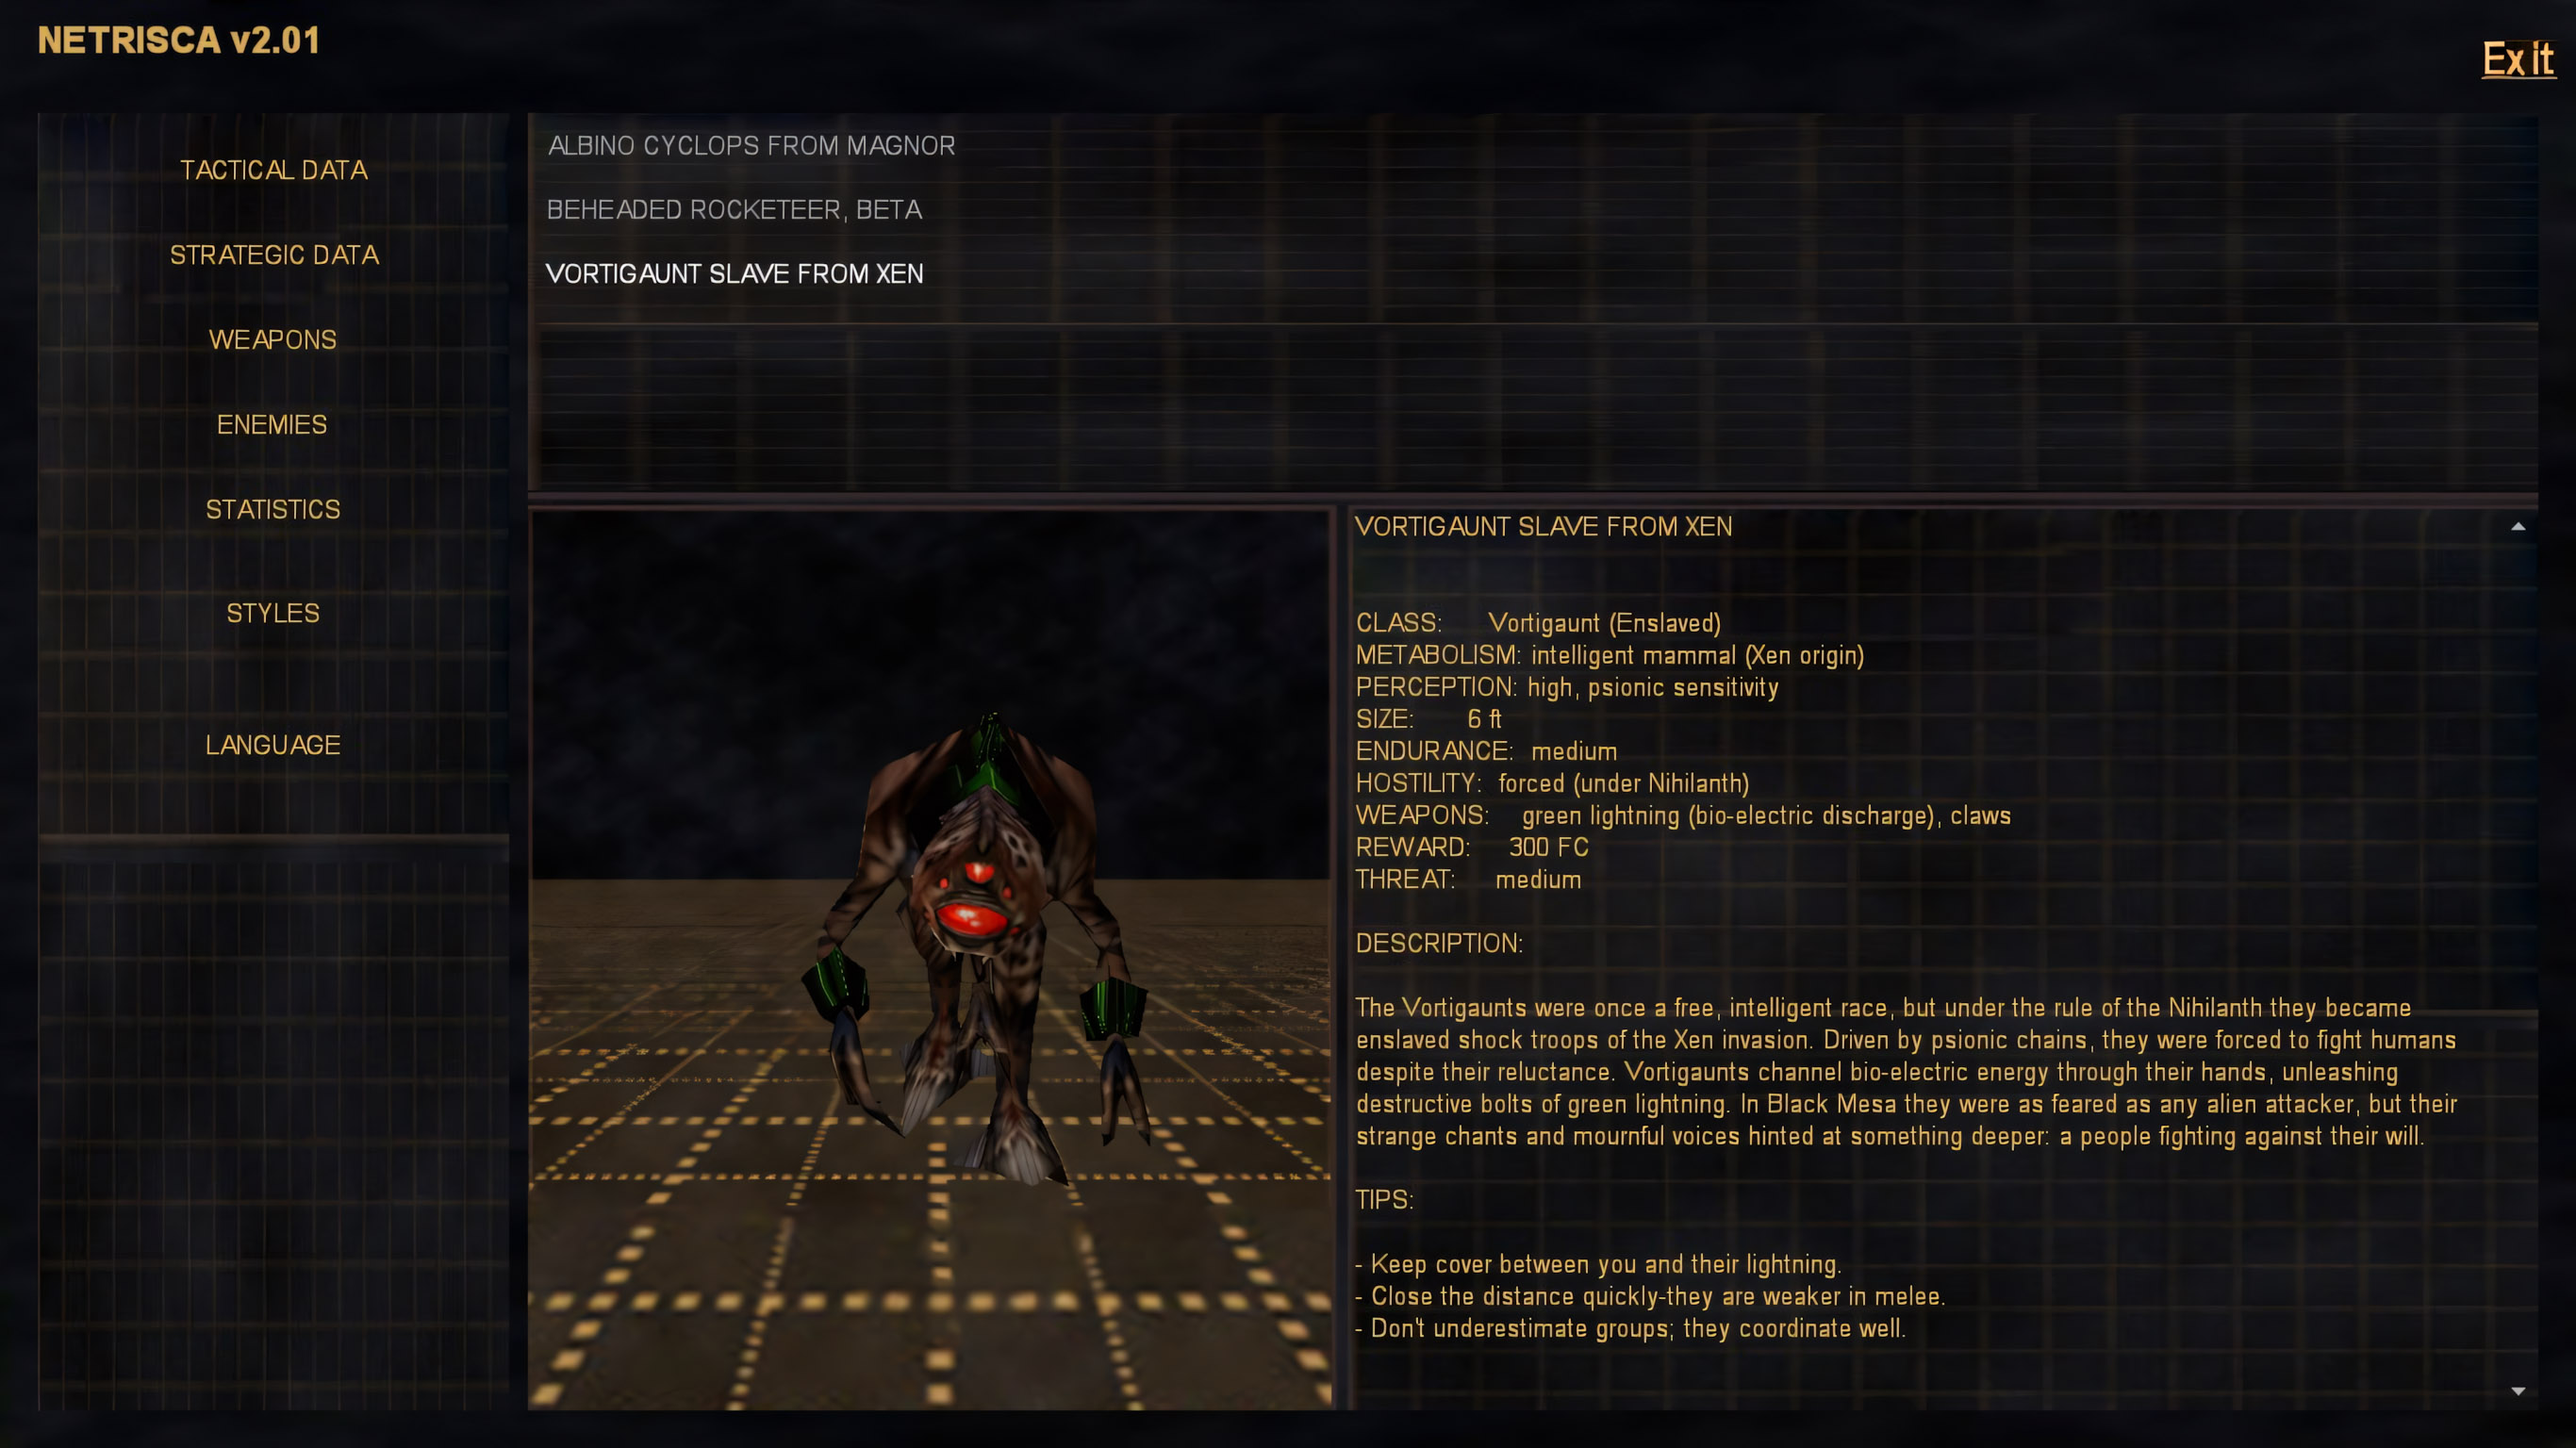 NETRISCA v2.01
Exit
TACTICAL DATA
STRATEGIC DATA
WEAPONS
ENEMIES
STATISTICS
STYLES
LANGUAGE
ALBINO CYCLOPS FROM MAGNOR
BEHEADED ROCKETEER, BETA
VORTIGAUNT SLAVE FROM XEN
VORTIGAUNT SLAVE FROM XEN
CLASS: Vortigaunt (Enslaved)
METABOLISM: intelligent mammal (Xen origin)
PERCEPTION: high, psionic sensitivity
SIZE: 6 ft
ENDURANCE: medium
HOSTILITY: forced (under Nihilanth)
WEAPONS: green lightning (bio-electric discharge), claws
REWARD: 300 FC
THREAT: medium
DESCRIPTION:
The Vortigaunts were once a free, intelligent race, but under the rule of the Nihilanth they became
enslaved shock troops of the Xen invasion. Driven by psionic chains, they were forced to fight humans
despite their reluctance. Vortigaunts channel bio-electric energy through their hands, unleashing
destructive bolts of green lightning. In Black Mesa they were as feared as any alien attacker, but their
strange chants and mournful voices hinted at something deeper: a people fighting against their will.
TIPS:
- Keep cover between you and their lightning.
- Close the distance quickly-they are weaker in melee.
- Don't underestimate groups; they coordinate well.